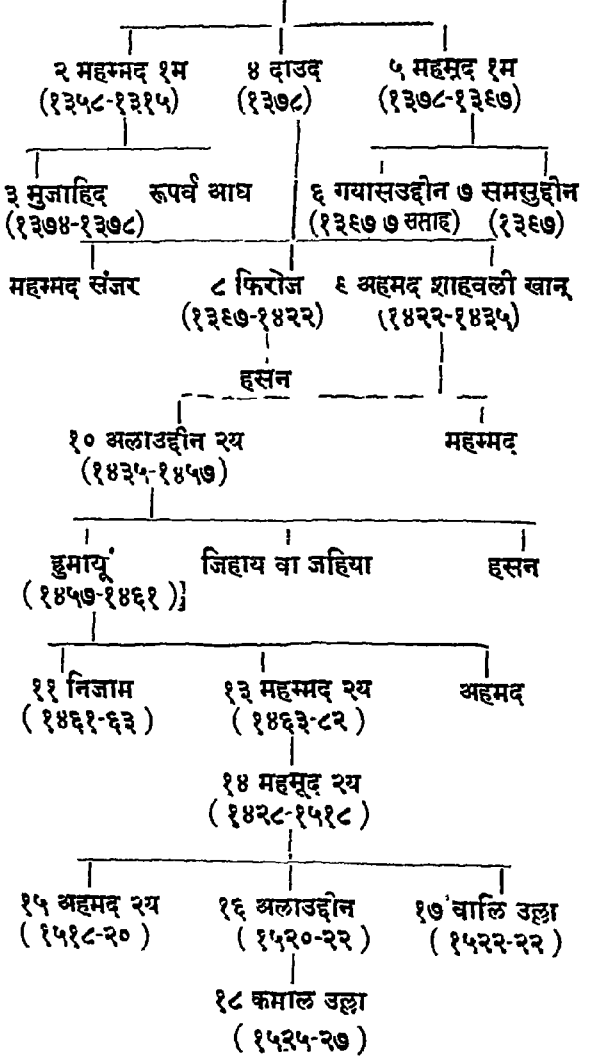 २ महम्मद १म ४ दाउद ५ महमूद १म
(१३५८-१३१५) (१३७८) (१३७८-१३९७)
३ मुजाहिद रूपर्व आध ६ गयासउद्दीन ७ समसुद्दीन
(१३७४-१३७८) (१३९७ ७ सप्ताह) (१३९७)
महम्मद संजर ८ फिरोज ९ अहमद शाहवली खान्
(१३९७-१४२२) (१४२२-१४३५)
हसन
१० अलाउद्दीन २य महम्मद
(१४३५-१४५७)
हुमायूं जिहाय वा जहिया हसन
(१४५७-१४६१)}
११ निजाम १३ महम्मद २य अहमद
(१४६१-६३) (१४६३-८२)
१४ महमूद २य
(१४२८-१५१८)
१५ अहमद २य १६ अलाउद्दीन १७ वालि उल्ला
(१५१८-२०) (१५२०-२२) (१५२२-२२)
१८ कमाल उल्ला
(१५२५-२७)